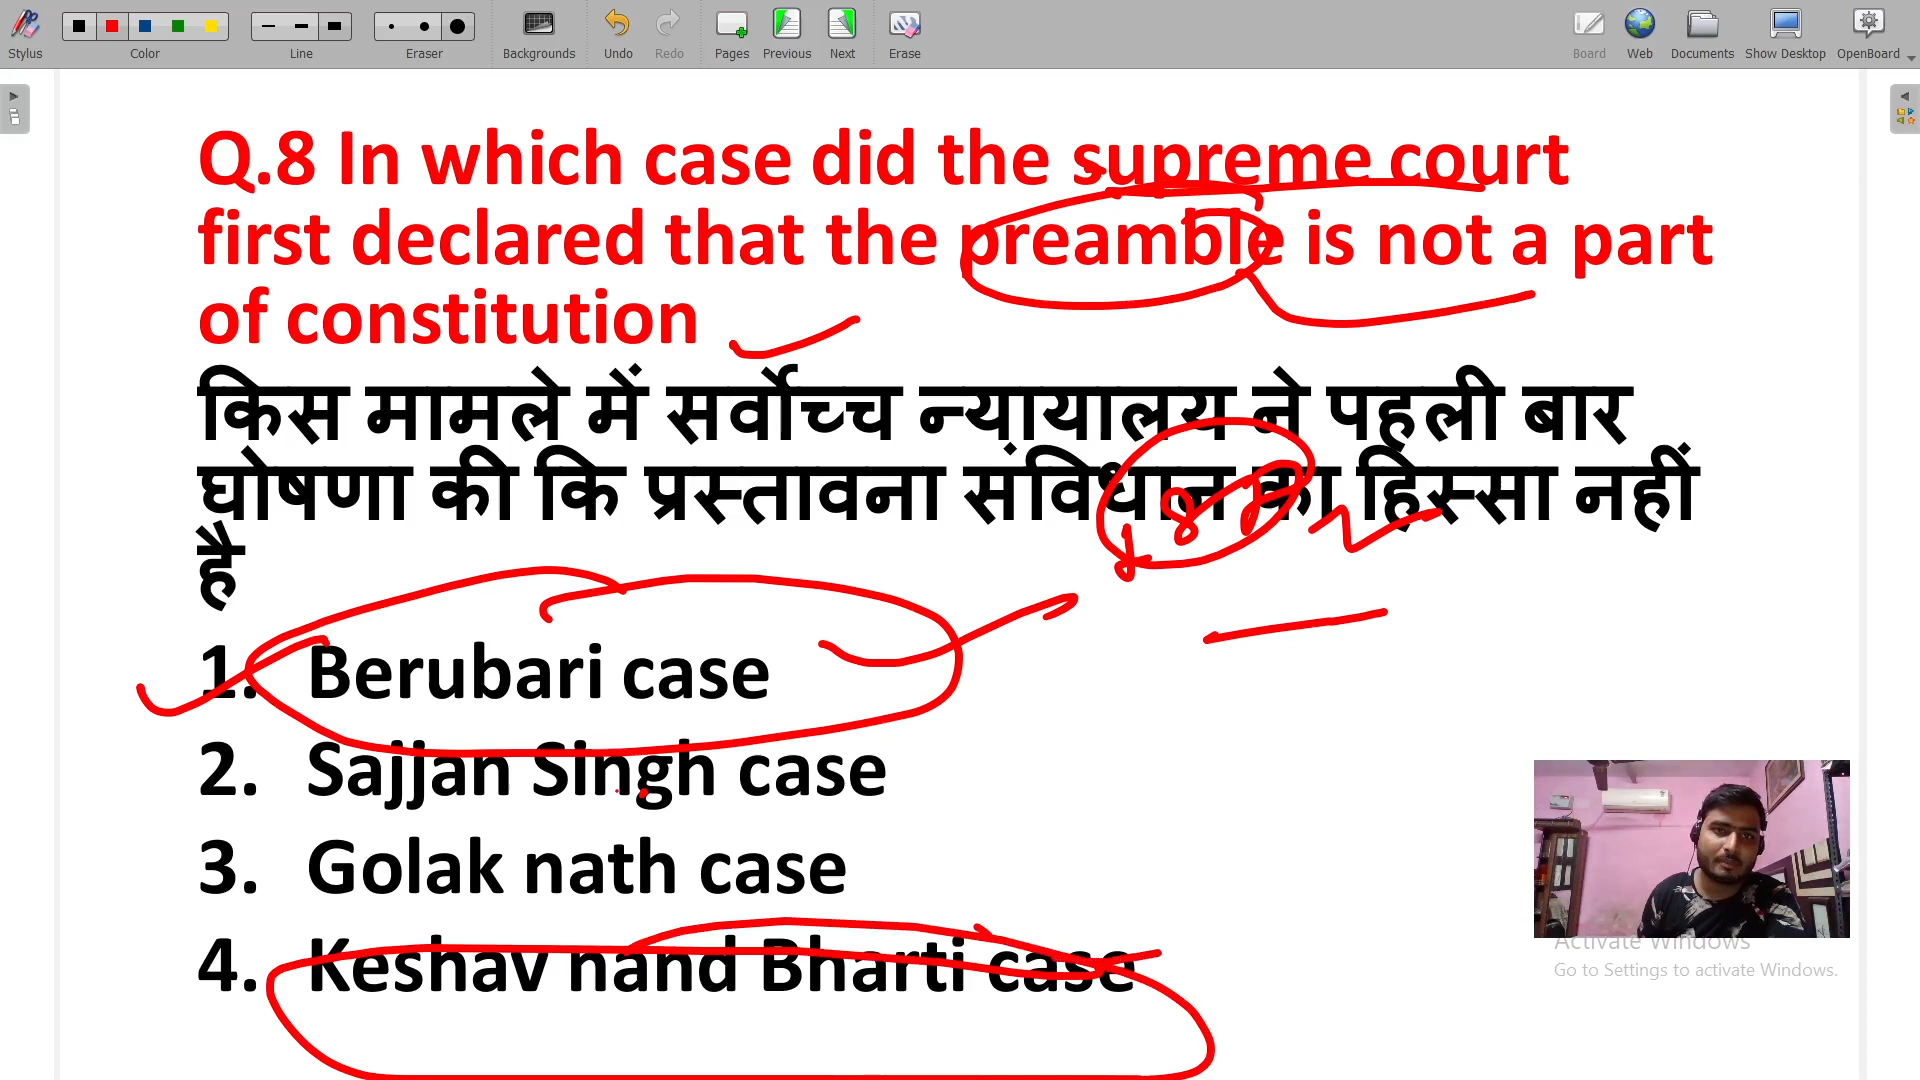 Stylus Color Line Eraser Backgrounds Undo Redo Pages Previous Next Erase Board Web Documents Show Desktop OpenBoard
Q.8 In which case did the supreme court
first declared that the preamble is not a part
of constitution
किस मामले में सर्वोच्च न्यायालय ने पहली बार
घोषणा की कि प्रस्तावना संविधान का हिस्सा नहीं
है
1. Berubari case
2. Sajjan Singh case
3. Golak nath case
4. Keshav nand Bharti case
Activate Windows
Go to Settings to activate Windows.